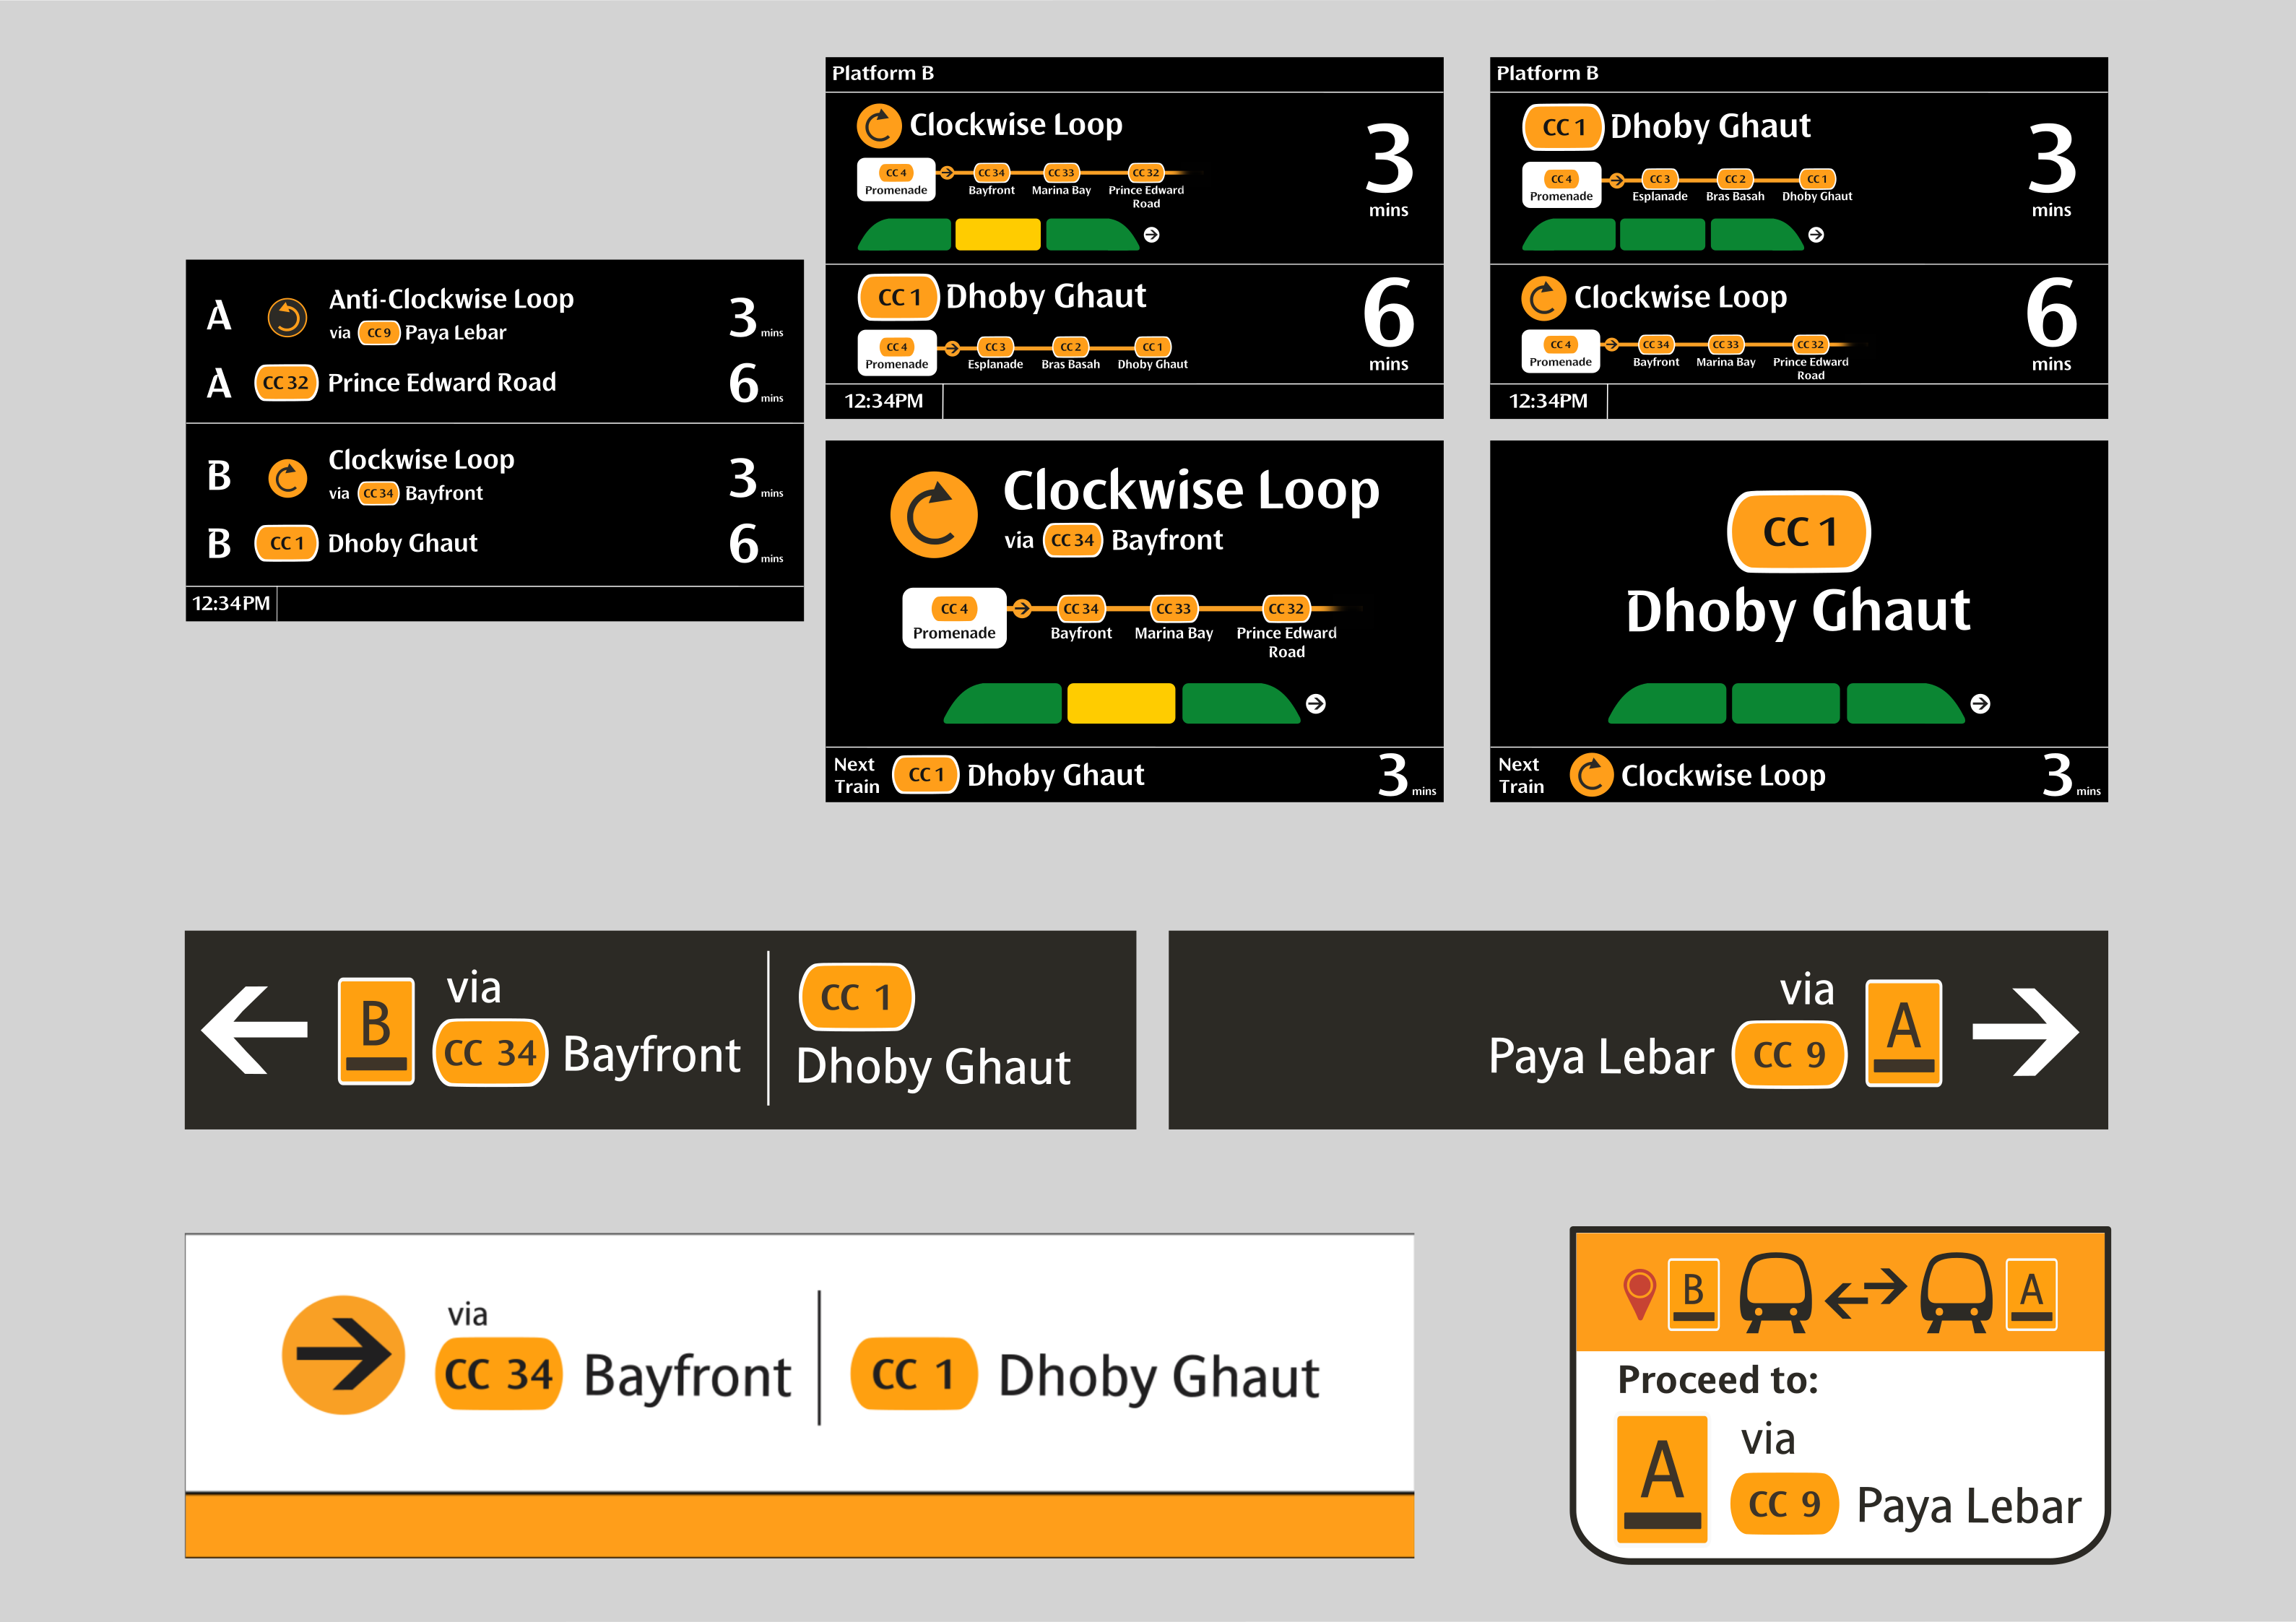 A
Anti-Clockwise Loop
via CC 9 Paya Lebar
3 mins
A CC 32 Prince Edward Road 6 mins
B
Clockwise Loop
via CC 34 Bayfront
3 mins
B CC 1 Dhoby Ghaut 6 mins
12:34PM
Platform B
Clockwise Loop
3
mins
CC 4 CC 34 CC 33 CC 32
Promenade Bayfront Marina Bay Prince Edward
Road
CC 1 Dhoby Ghaut
6
mins
CC 4 CC 3 CC 2 CC 1
Promenade Esplanade Bras Basah Dhoby Ghaut
12:34PM
Platform B
CC 1 Dhoby Ghaut
3
mins
CC 4 CC 3 CC 2 CC 1
Promenade Esplanade Bras Basah Dhoby Ghaut
Clockwise Loop
6
mins
CC 4 CC 34 CC 33 CC 32
Promenade Bayfront Marina Bay Prince Edward
Road
12:34PM
Clockwise Loop
via CC 34 Bayfront
CC 4 CC 34 CC 33 CC 32
Promenade Bayfront Marina Bay Prince Edward
Road
Next
Train
CC 1 Dhoby Ghaut 3 mins
CC 1
Dhoby Ghaut
Next
Train
Clockwise Loop 3 mins
B
via
CC 34 Bayfront
CC 1
Dhoby Ghaut
via
Paya Lebar CC 9
A
via
CC 34 Bayfront
CC 1 Dhoby Ghaut
B A
Proceed to:
A
via
CC 9 Paya Lebar